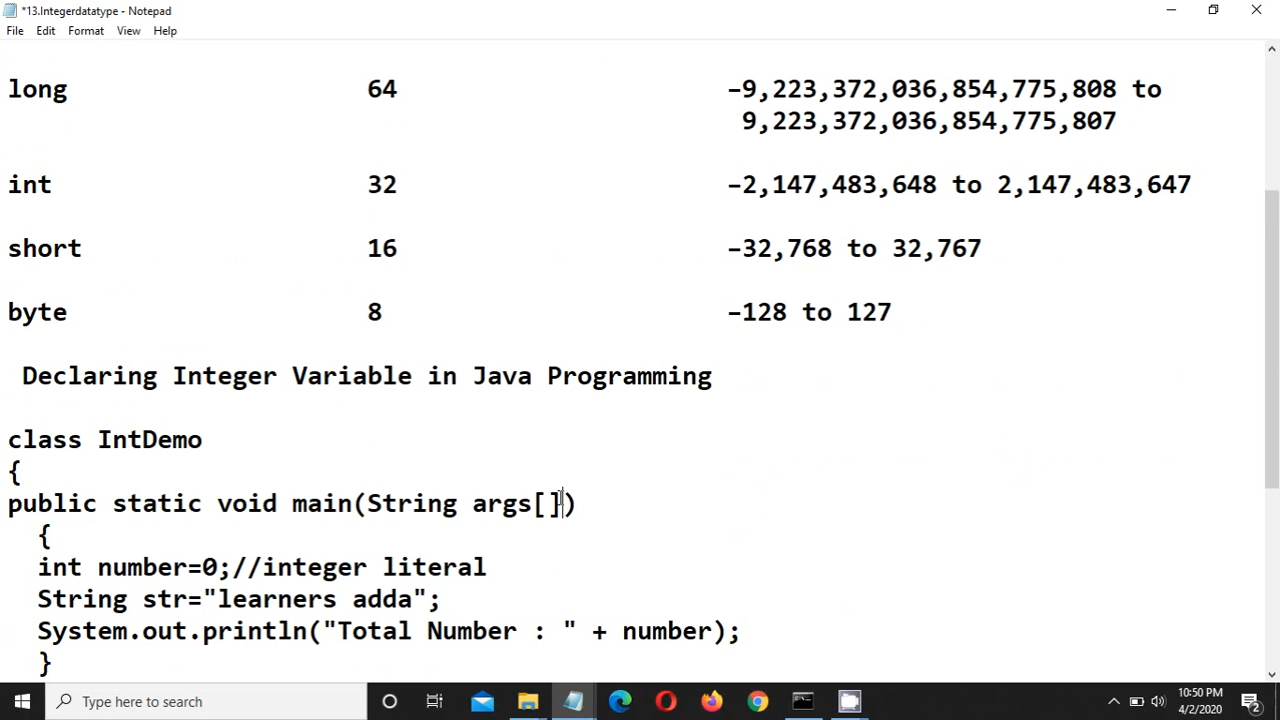 *13.Integerdatatype - Notepad
File Edit Format View Help
long 64 -9,223,372,036,854,775,808 to
9,223,372,036,854,775,807
int 32 -2,147,483,648 to 2,147,483,647
short 16 -32,768 to 32,767
byte 8 -128 to 127
Declaring Integer Variable in Java Programming
class IntDemo
{
public static void main(String args[])
{
int number=0;//integer literal
String str="learners adda";
System.out.println("Total Number : " + number);
}
Type here to search
10:50 PM
4/2/2020
2